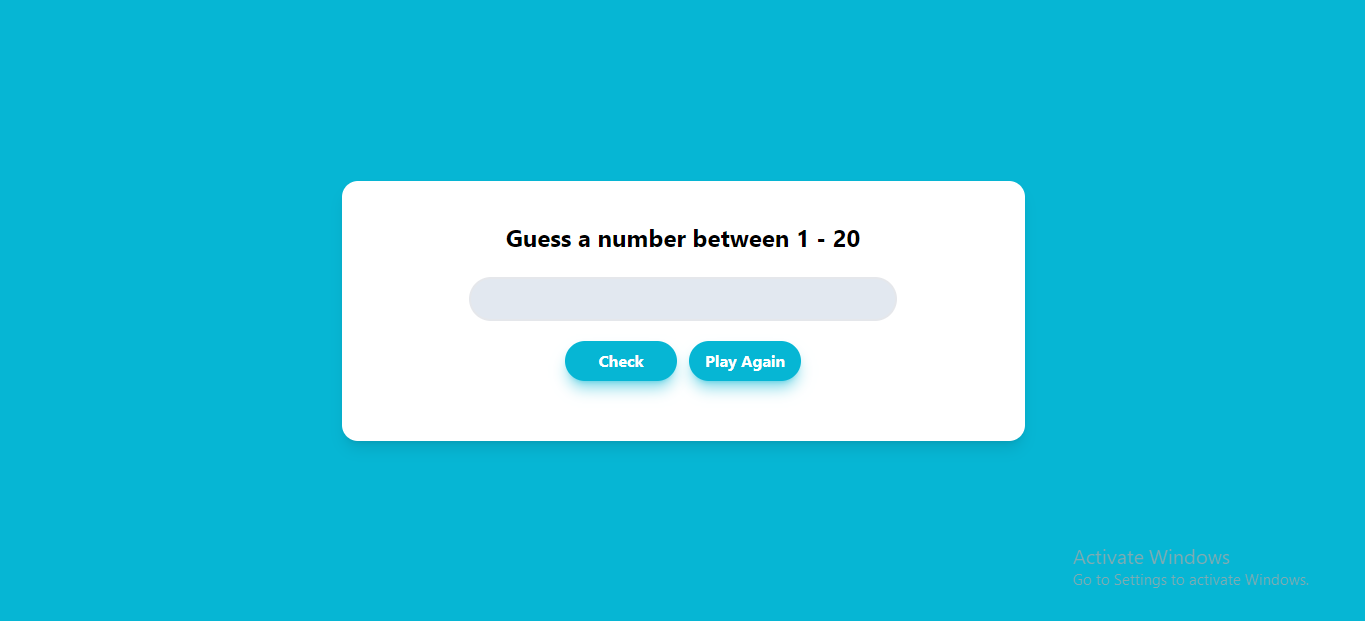 Guess a number between 1 - 20
Check
Play Again
Activate Windows
Go to Settings to activate Windows.